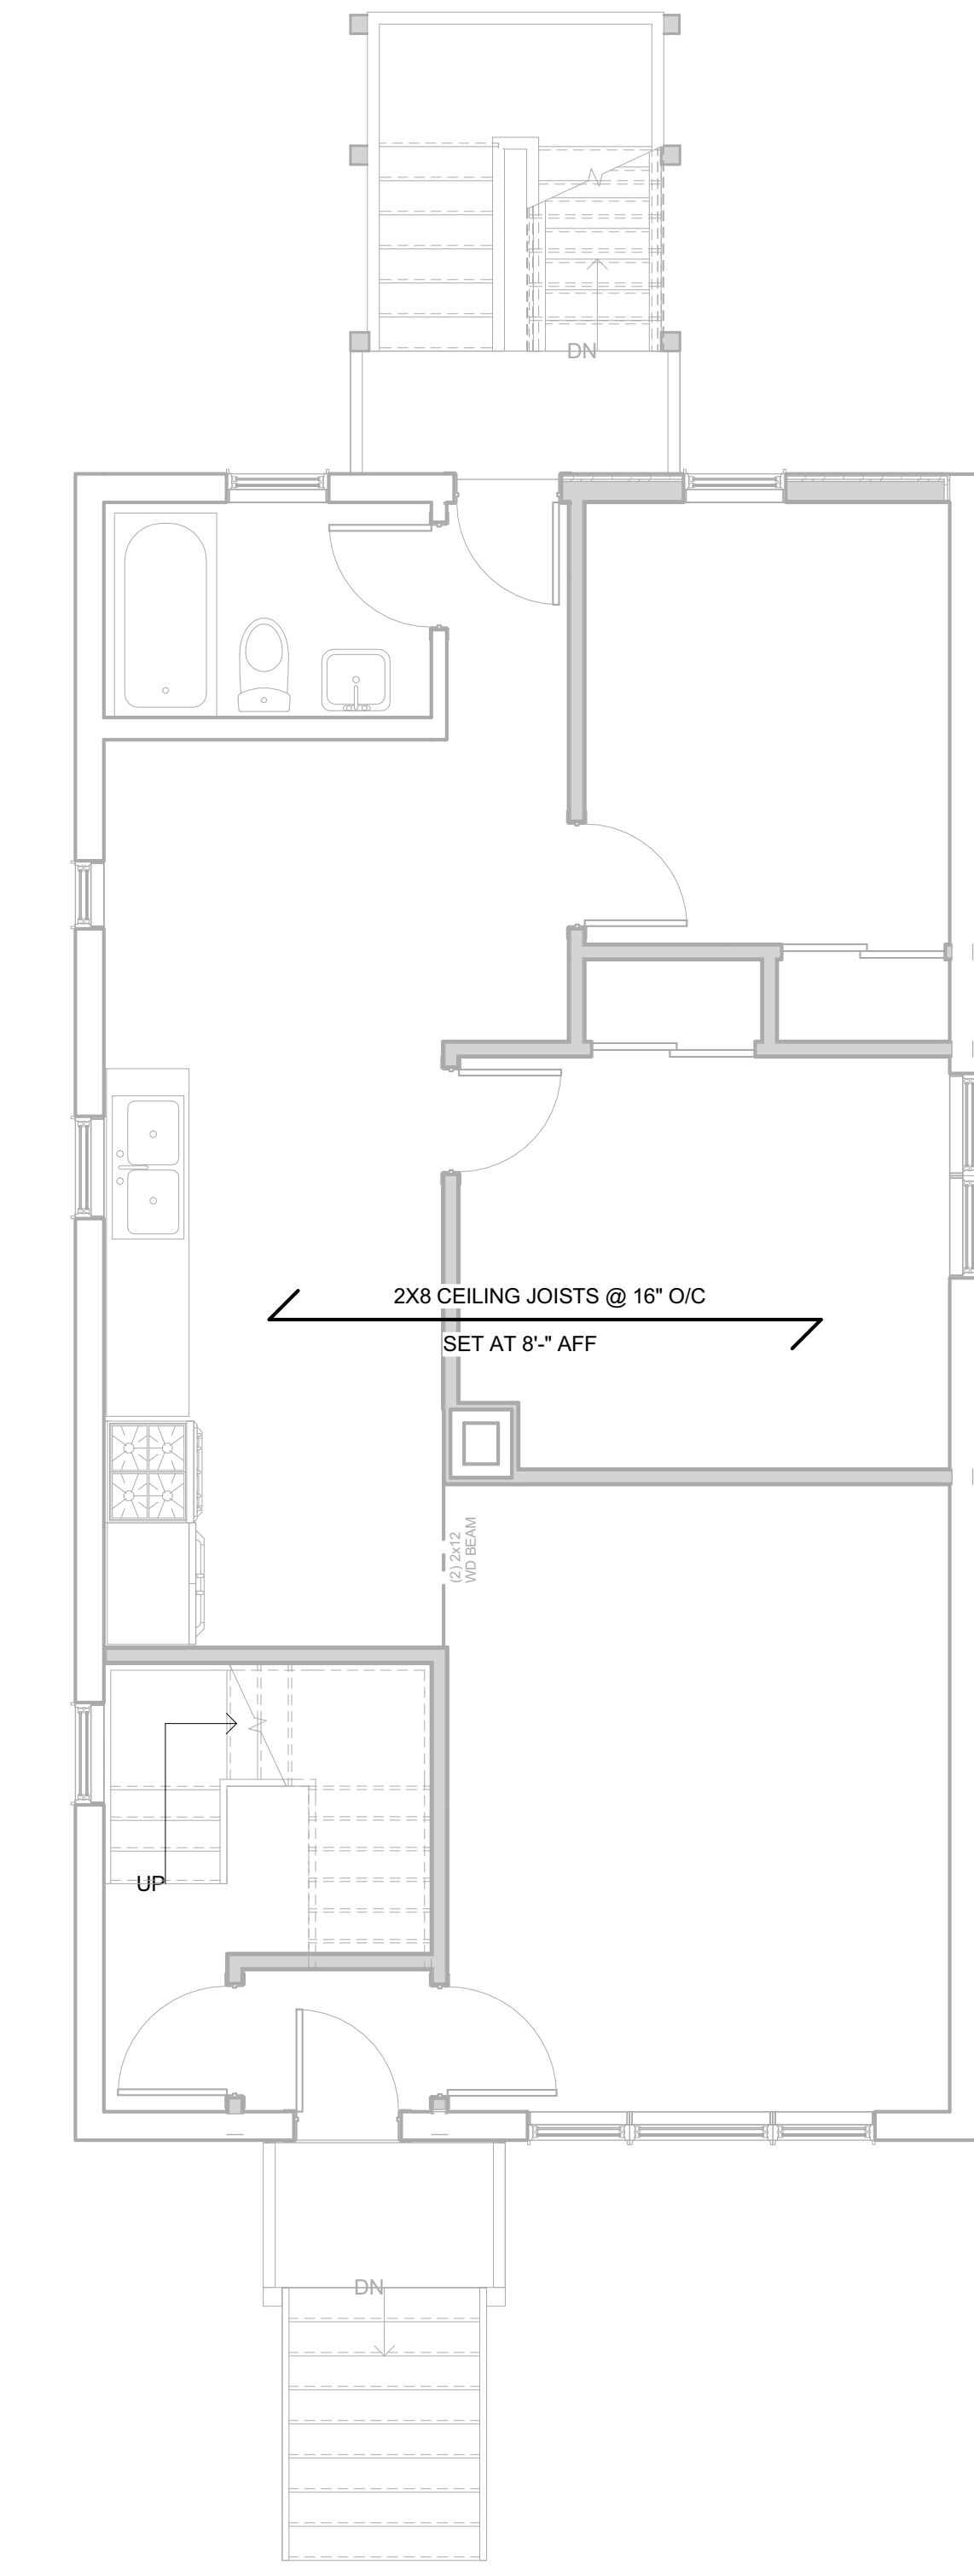 DN
2X8 CEILING JOISTS @ 16" O/C
SET AT 8'-" AFF
(2) 2x12
WD BEAM
UP
DN